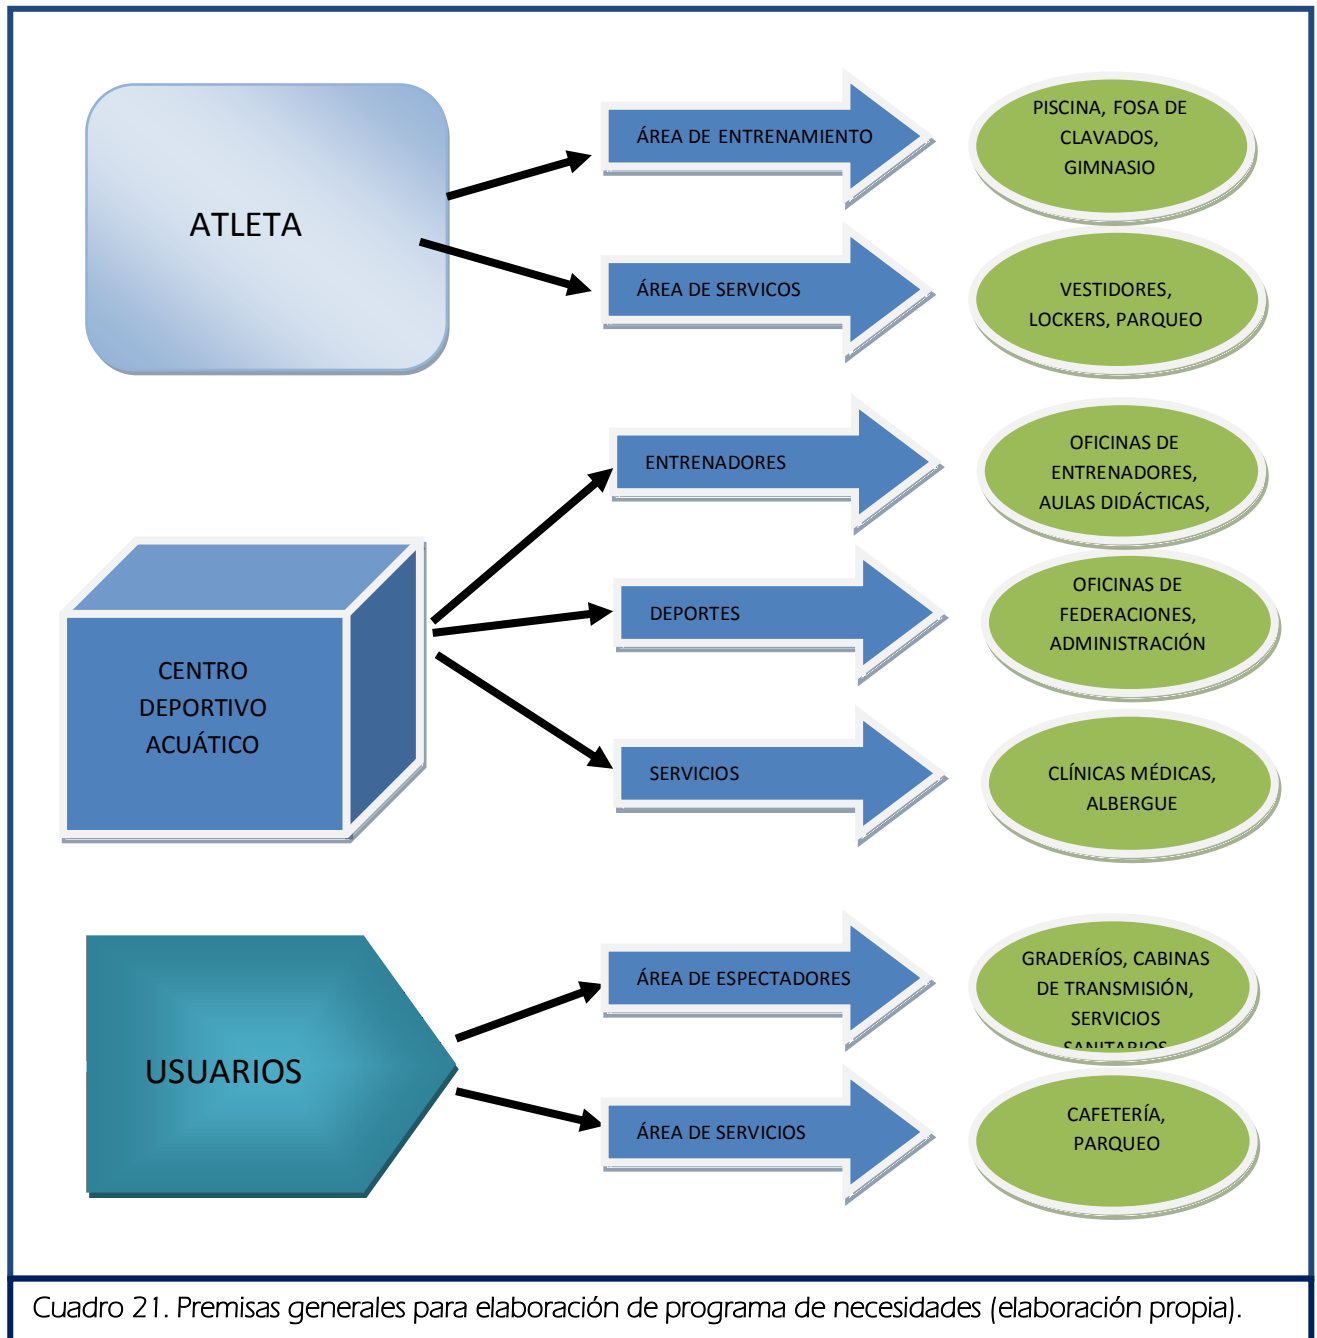 ATLETA
ÁREA DE ENTRENAMIENTO
PISCINA, FOSA DE
CLAVADOS,
GIMNASIO
ÁREA DE SERVICOS
VESTIDORES,
LOCKERS, PARQUEO
CENTRO
DEPORTIVO
ACUÁTICO
ENTRENADORES
OFICINAS DE
ENTRENADORES,
AULAS DIDÁCTICAS,
DEPORTES
OFICINAS DE
FEDERACIONES,
ADMINISTRACIÓN
SERVICIOS
CLÍNICAS MÉDICAS,
ALBERGUE
USUARIOS
ÁREA DE ESPECTADORES
GRADERÍOS, CABINAS
DE TRANSMISIÓN,
SERVICIOS
SANITARIOS
ÁREA DE SERVICIOS
CAFETERÍA,
PARQUEO
Cuadro 21. Premisas generales para elaboración de programa de necesidades (elaboración propia).